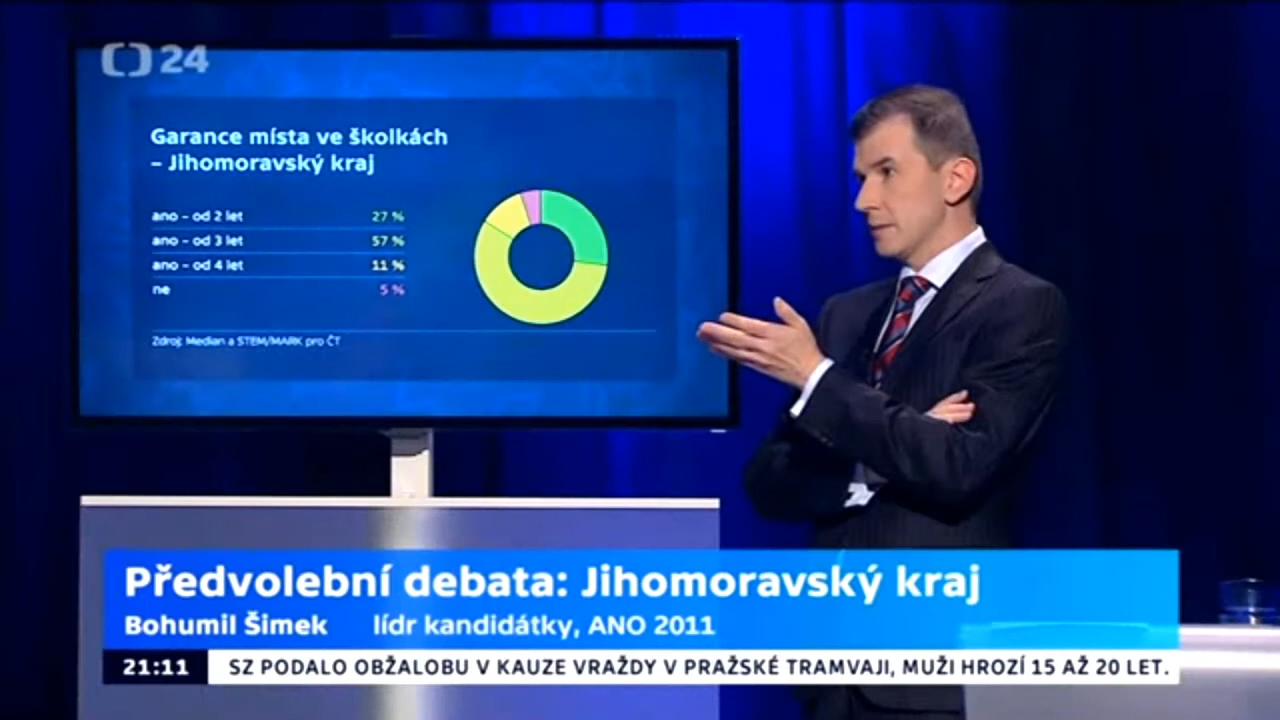 24
Garance místa ve školkách
– Jihomoravský kraj
ano – od 2 let 27 %
ano – od 3 let 57 %
ano – od 4 let 11 %
ne 5 %
Zdroj: Median a STEM/MARK pro ČT
Předvolební debata: Jihomoravský kraj
Bohumil Šimek lídr kandidátky, ANO 2011
21:11 SZ PODALO OBŽALOBU V KAUZE VRAŽDY V PRAŽSKÉ TRAMVAJI, MUŽI HROZÍ 15 AŽ 20 LET.